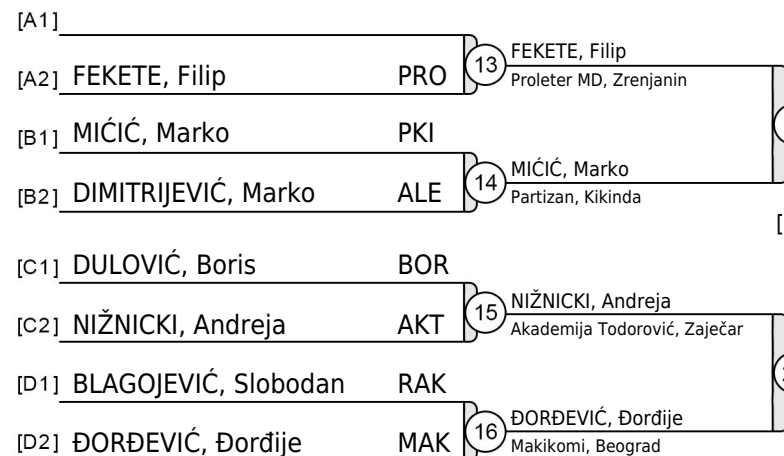 [A1]
[A2] FEKETE, Filip PRO
13
FEKETE, Filip
Proleter MD, Zrenjanin
[B1] MIĆIĆ, Marko PKI
[B2] DIMITRIJEVIĆ, Marko ALE
14
MIĆIĆ, Marko
Partizan, Kikinda
[
[C1] DULOVIĆ, Boris BOR
[C2] NIŽNICKI, Andreja AKT
15
NIŽNICKI, Andreja
Akademija Todorović, Zaječar
[D1] BLAGOJEVIĆ, Slobodan RAK
[D2] ĐORĐEVIĆ, Đorđije MAK
16
ĐORĐEVIĆ, Đorđije
Makikomi, Beograd